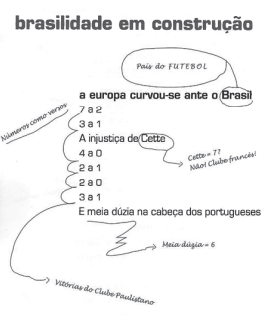 brasilidade em construção
País do FUTEBOL
a europa curvou-se ante o Brasil
Números como versos
7 a 2
3 a 1
A injustiça de Cette
4 a 0
Cette = ??
Não! Clube francês!
2 a 1
2 a 0
3 a 1
E meia dúzia na cabeça dos portugueses
Meia dúzia = 6
Vitórias do Clube Paulistano